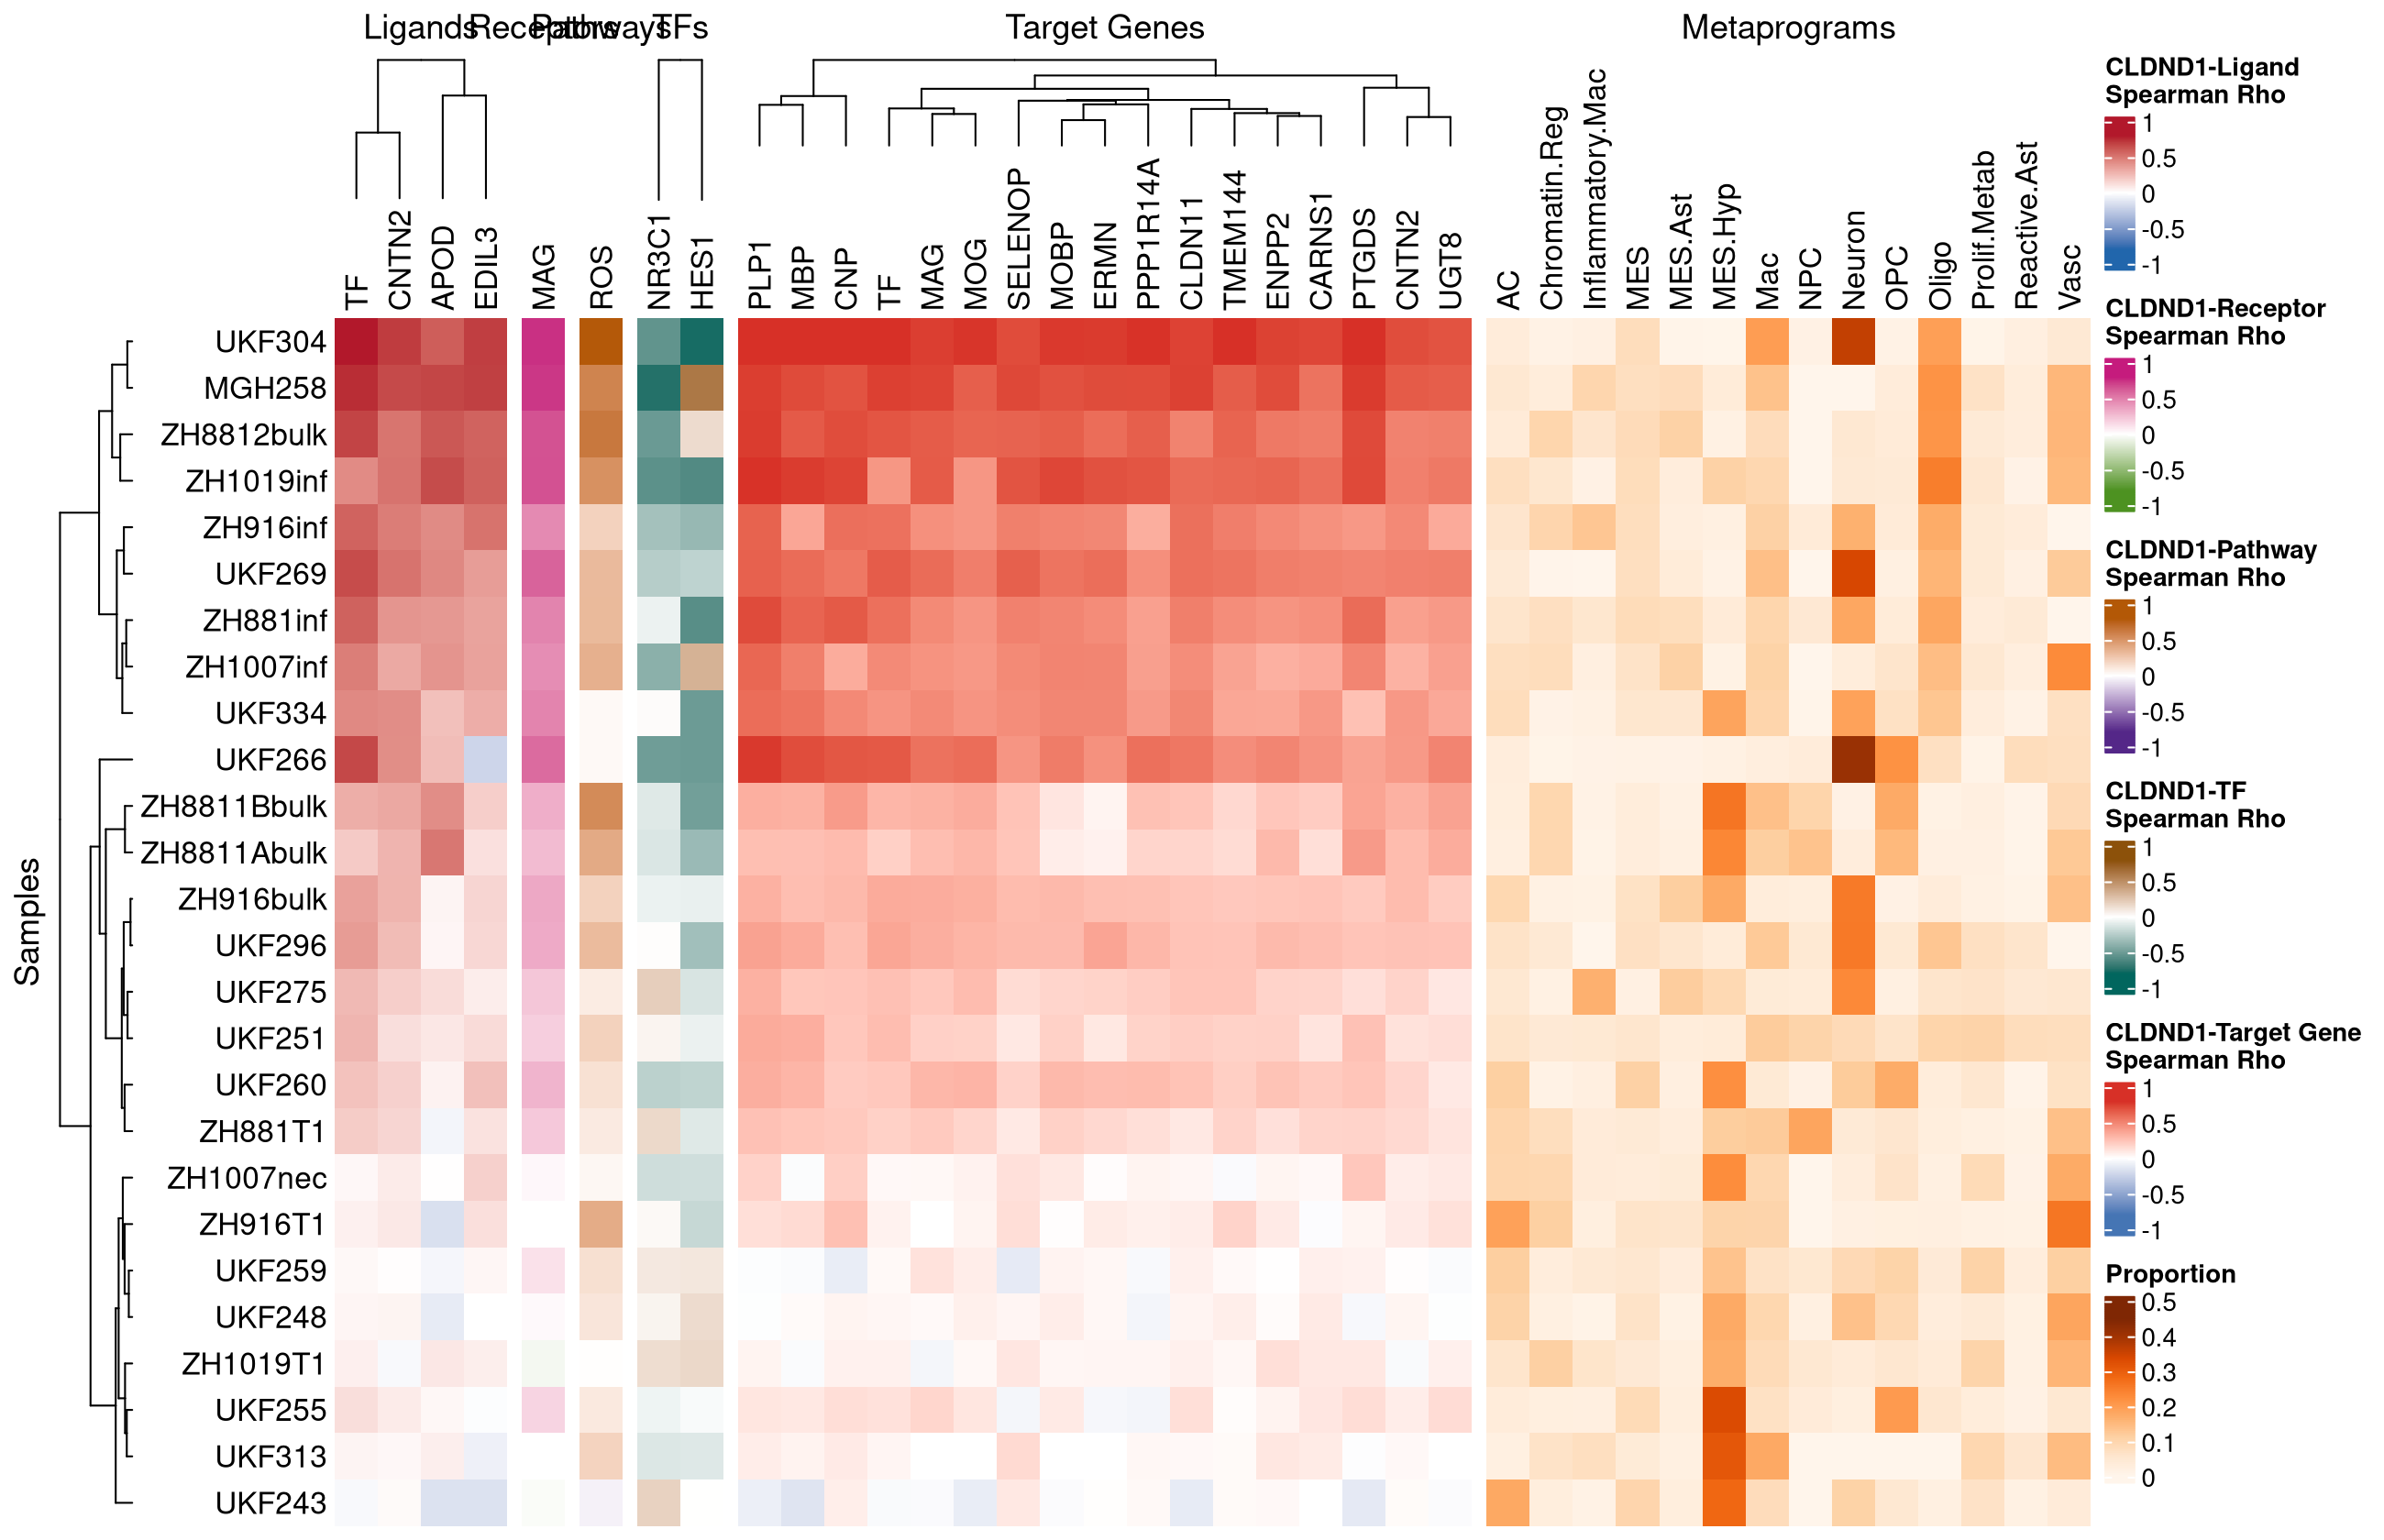 Ligands Receptors Pathways TFs Target Genes Metaprograms
TF CNTN2 APOD EDIL3 MAG ROS NR3C1 HES1 PLP1 MBP CNP TF MAG MOG SELENOP MOBP ERMN PPP1R14A CLDN11 TMEM144 ENPP2 CARNS1 PTGDS CNTN2 UGT8 AC Chromatin.Reg Inflammatory.Mac MES MES.Ast MES.Hyp Mac NPC Neuron OPC Oligo Prolif.Metab Reactive.Ast Vasc
Samples
UKF304
MGH258
ZH8812bulk
ZH1019inf
ZH916inf
UKF269
ZH881inf
ZH1007inf
UKF334
UKF266
ZH8811Bbulk
ZH8811Abulk
ZH916bulk
UKF296
UKF275
UKF251
UKF260
ZH881T1
ZH1007nec
ZH916T1
UKF259
UKF248
ZH1019T1
UKF255
UKF313
UKF243
CLDND1-Ligand
Spearman Rho
1
0.5
0
-0.5
-1
CLDND1-Receptor
Spearman Rho
1
0.5
0
-0.5
-1
CLDND1-Pathway
Spearman Rho
1
0.5
0
-0.5
-1
CLDND1-TF
Spearman Rho
1
0.5
0
-0.5
-1
CLDND1-Target Gene
Spearman Rho
1
0.5
0
-0.5
-1
Proportion
0.5
0.4
0.3
0.2
0.1
0